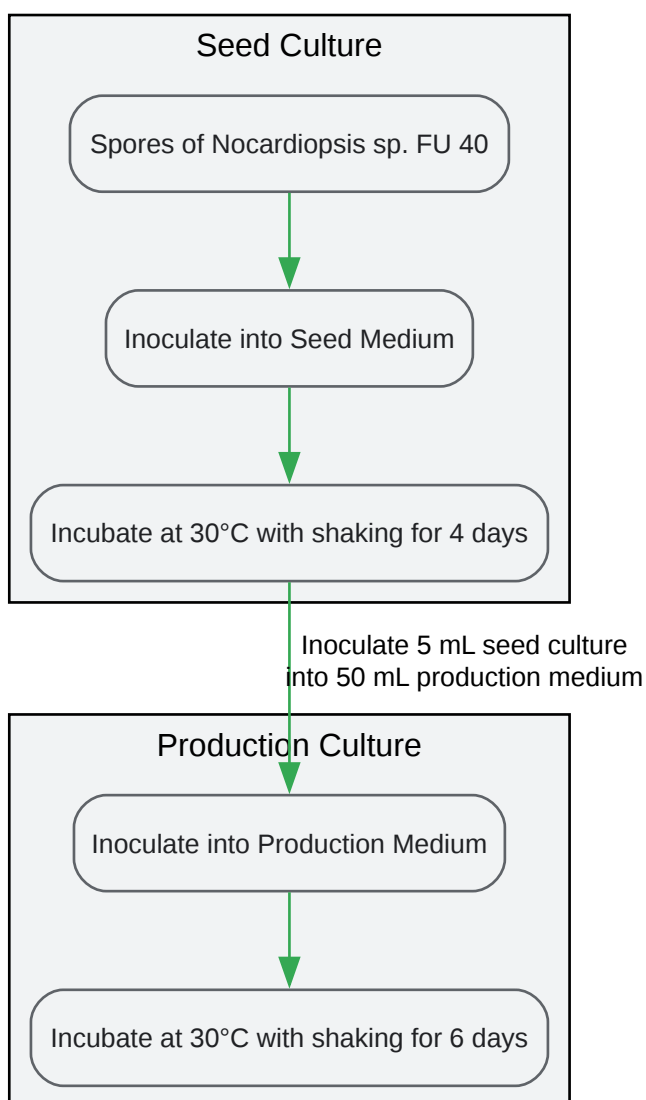 Seed Culture
Spores of Nocardiopsis sp. FU 40
Inoculate into Seed Medium
Incubate at 30°C with shaking for 4 days
Inoculate 5 mL seed culture
into 50 mL production medium
Production Culture
Inoculate into Production Medium
Incubate at 30°C with shaking for 6 days